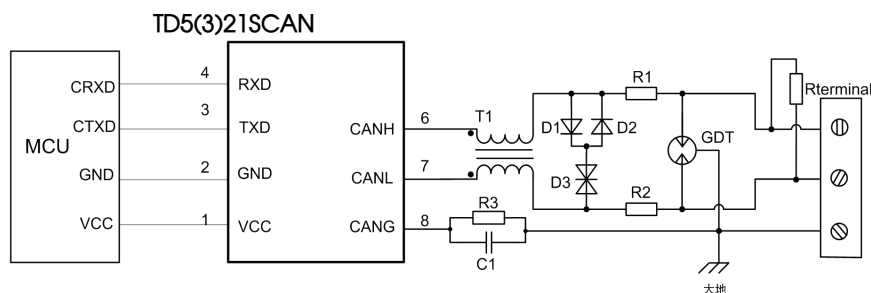 TD5(3)21SCAN
MCU
CRXD
CTXD
GND
VCC
4
3
2
1
RXD
TXD
GND
VCC
CANH
CANL
CANG
6
7
8
T1
R3
C1
D1
D2
D3
R1
R2
GDT
Rterminal
大地